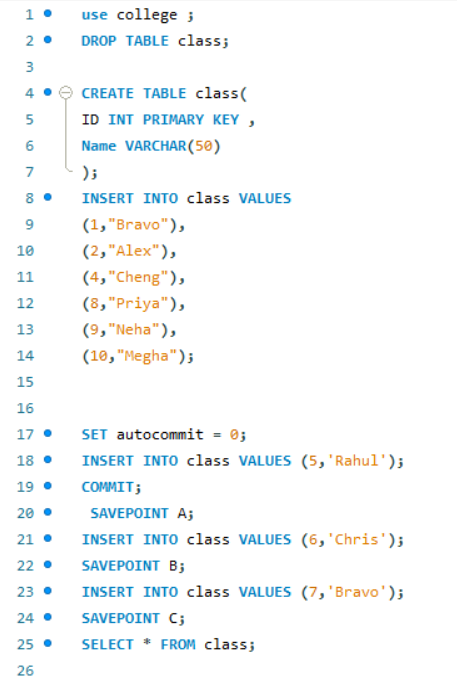 1 use college ;
2 DROP TABLE class;
3
4 CREATE TABLE class(
5 ID INT PRIMARY KEY ,
6 Name VARCHAR(50)
7 );
8 INSERT INTO class VALUES
9 (1,"Bravo"),
10 (2,"Alex"),
11 (4,"Cheng"),
12 (8,"Priya"),
13 (9,"Neha"),
14 (10,"Megha");
15
16
17 SET autocommit = 0;
18 INSERT INTO class VALUES (5,'Rahul');
19 COMMIT;
20 SAVEPOINT A;
21 INSERT INTO class VALUES (6,'Chris');
22 SAVEPOINT B;
23 INSERT INTO class VALUES (7,'Bravo');
24 SAVEPOINT C;
25 SELECT * FROM class;
26